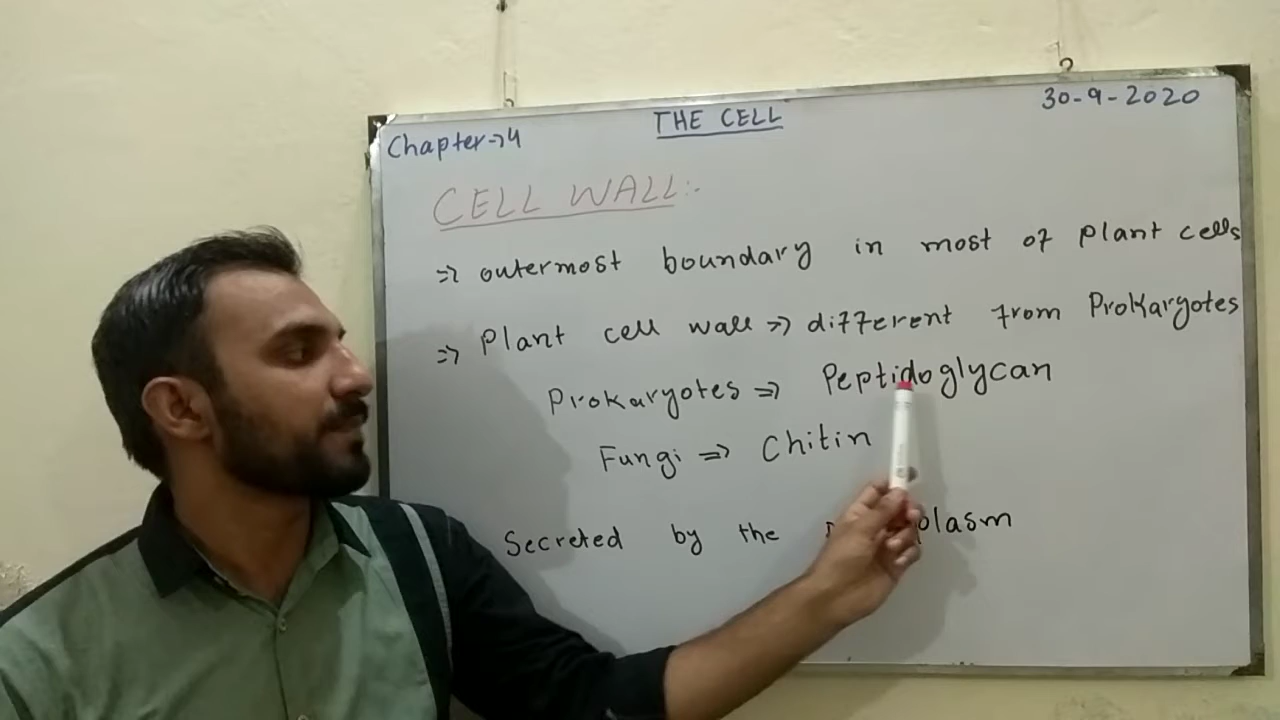 THE CELL
30-9-2020
Chapter→4
CELL WALL:-
⇒ outermost boundary in most of Plant cells
⇒ Plant cell wall ⇒ different from Prokaryotes
Prokaryotes ⇒ Peptidoglycan
Fungi ⇒ Chitin
Secreted by the